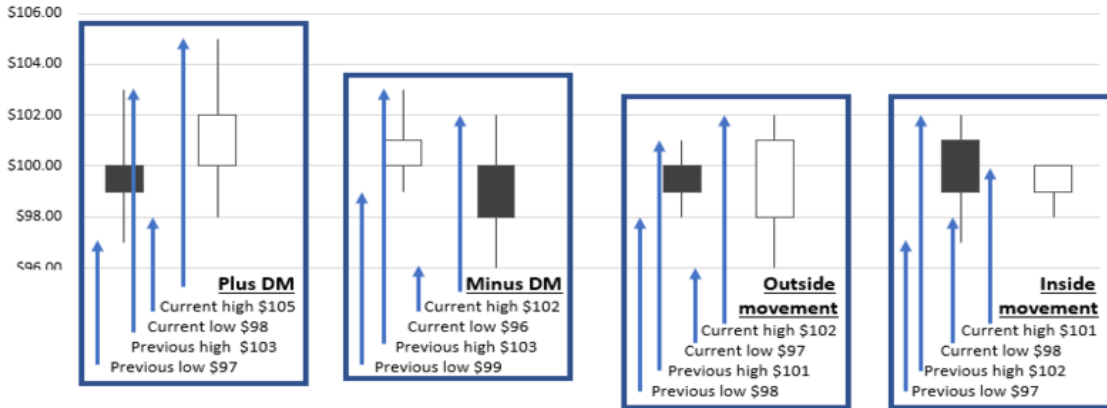 $106.00
$104.00
$102.00
$100.00
$98.00
$96.00
Plus DM
Current high $105
Current low $98
Previous high $103
Previous low $97
Minus DM
Current high $102
Current low $96
Previous high $103
Previous low $99
Outside
movement
Current high $102
Current low $97
Previous high $101
Previous low $98
Inside
movement
Current high $101
Current low $98
Previous high $102
Previous low $97